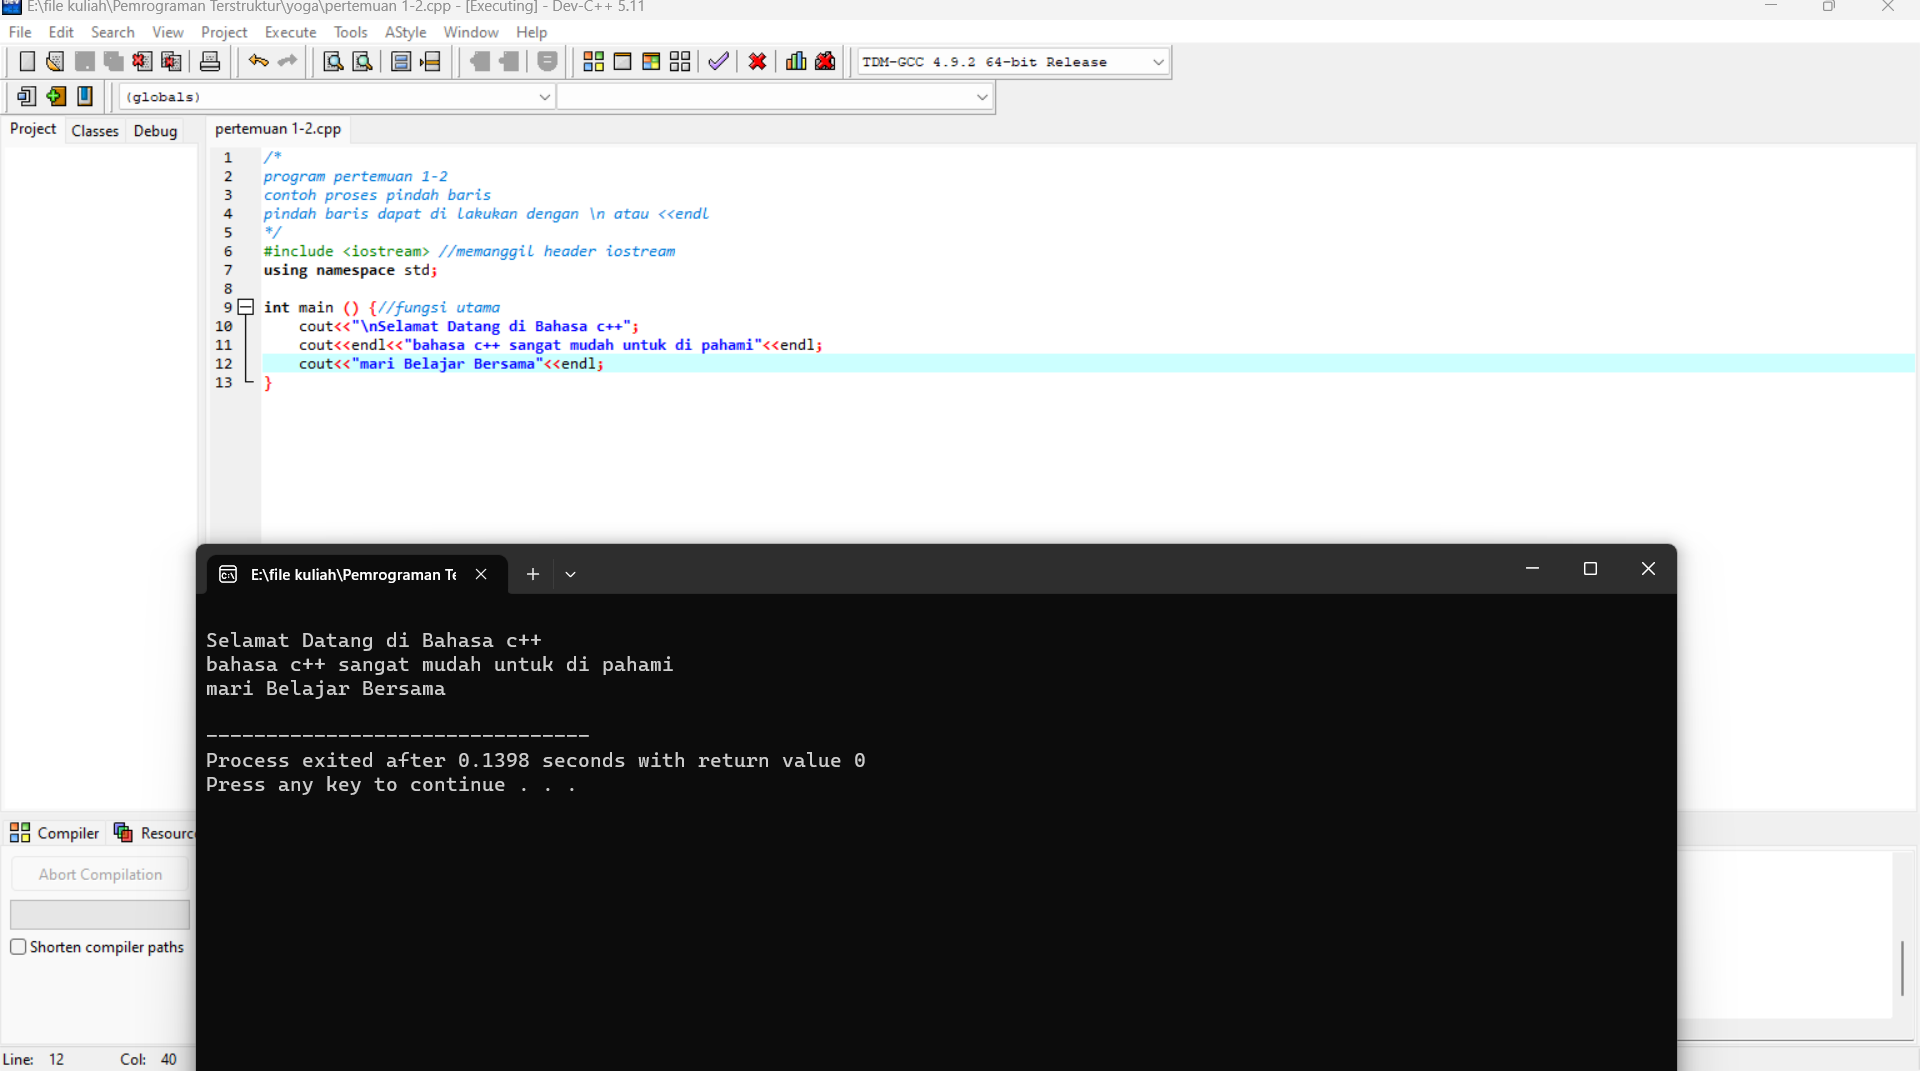 E:\file kuliah\Pemrograman Terstruktur\yoga\pertemuan 1-2.cpp - [Executing] - Dev-C++ 5.11
File Edit Search View Project Execute Tools AStyle Window Help
TDM-GCC 4.9.2 64-bit Release
(globals)
Project Classes Debug
pertemuan 1-2.cpp
1 /*
2 program pertemuan 1-2
3 contoh proses pindah baris
4 pindah baris dapat di lakukan dengan \n atau <<endl
5 */
6 #include <iostream> //memanggil header iostream
7 using namespace std;
8
9 int main () {//fungsi utama
10 cout<<"\nSelamat Datang di Bahasa c++";
11 cout<<endl<<"bahasa c++ sangat mudah untuk di pahami"<<endl;
12 cout<<"mari Belajar Bersama"<<endl;
13 }
E:\file kuliah\Pemrograman Te
Selamat Datang di Bahasa c++
bahasa c++ sangat mudah untuk di pahami
mari Belajar Bersama
--------------------------------
Process exited after 0.1398 seconds with return value 0
Press any key to continue . . .
Compiler Resourc
Abort Compilation
Shorten compiler paths
Line: 12 Col: 40